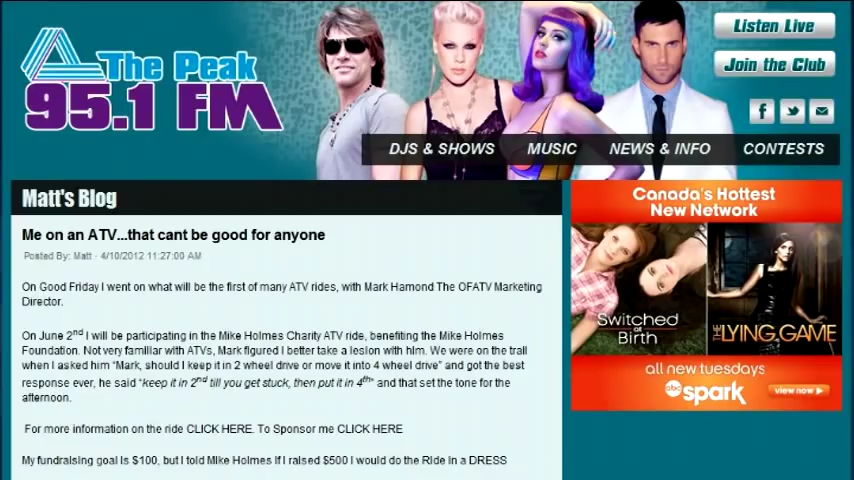 The Peak
95.1 FM
Listen Live
Join the Club
DJS & SHOWS MUSIC NEWS & INFO CONTESTS
Matt's Blog
Me on an ATV...that cant be good for anyone
Posted By: Matt · 4/10/2012 11:27:00 AM
On Good Friday I went on what will be the first of many ATV rides, with Mark Hamond The OFATV Marketing
Director.
On June 2nd I will be participating in the Mike Holmes Charity ATV ride, benefiting the Mike Holmes
Foundation. Not very familiar with ATVs, Mark figured I better take a lesion with him. We were on the trail
when I asked him “Mark, should I keep it in 2 wheel drive or move it into 4 wheel drive” and got the best
response ever, he said “keep it in 2nd till you get stuck, then put it in 4th” and that set the tone for the
afternoon.
For more information on the ride CLICK HERE. To Sponsor me CLICK HERE
My fundraising goal is $100, but I told Mike Holmes if I raised $500 I would do the Ride in a DRESS
Canada's Hottest
New Network
Switched
at
Birth
THE LYING GAME
all new tuesdays
abc spark
view now